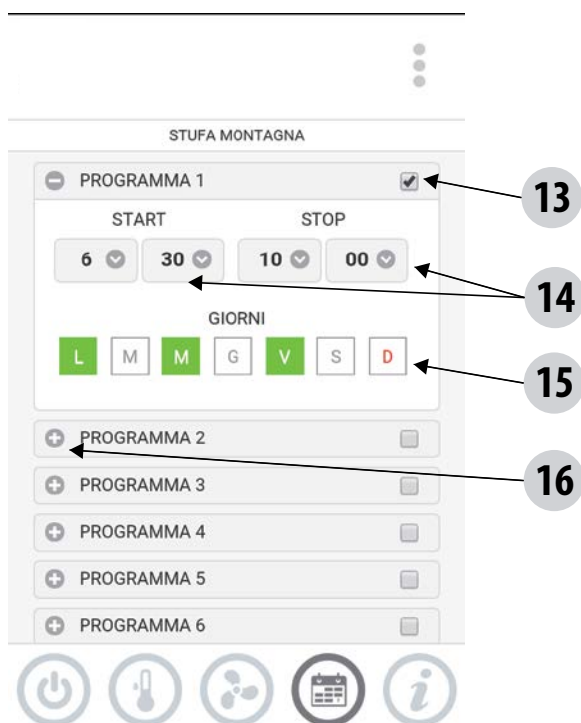 STUFA MONTAGNA
PROGRAMMA 1
13
START STOP
6 30 10 00
14
GIORNI
L M M G V S D
15
PROGRAMMA 2
16
PROGRAMMA 3
PROGRAMMA 4
PROGRAMMA 5
PROGRAMMA 6
i